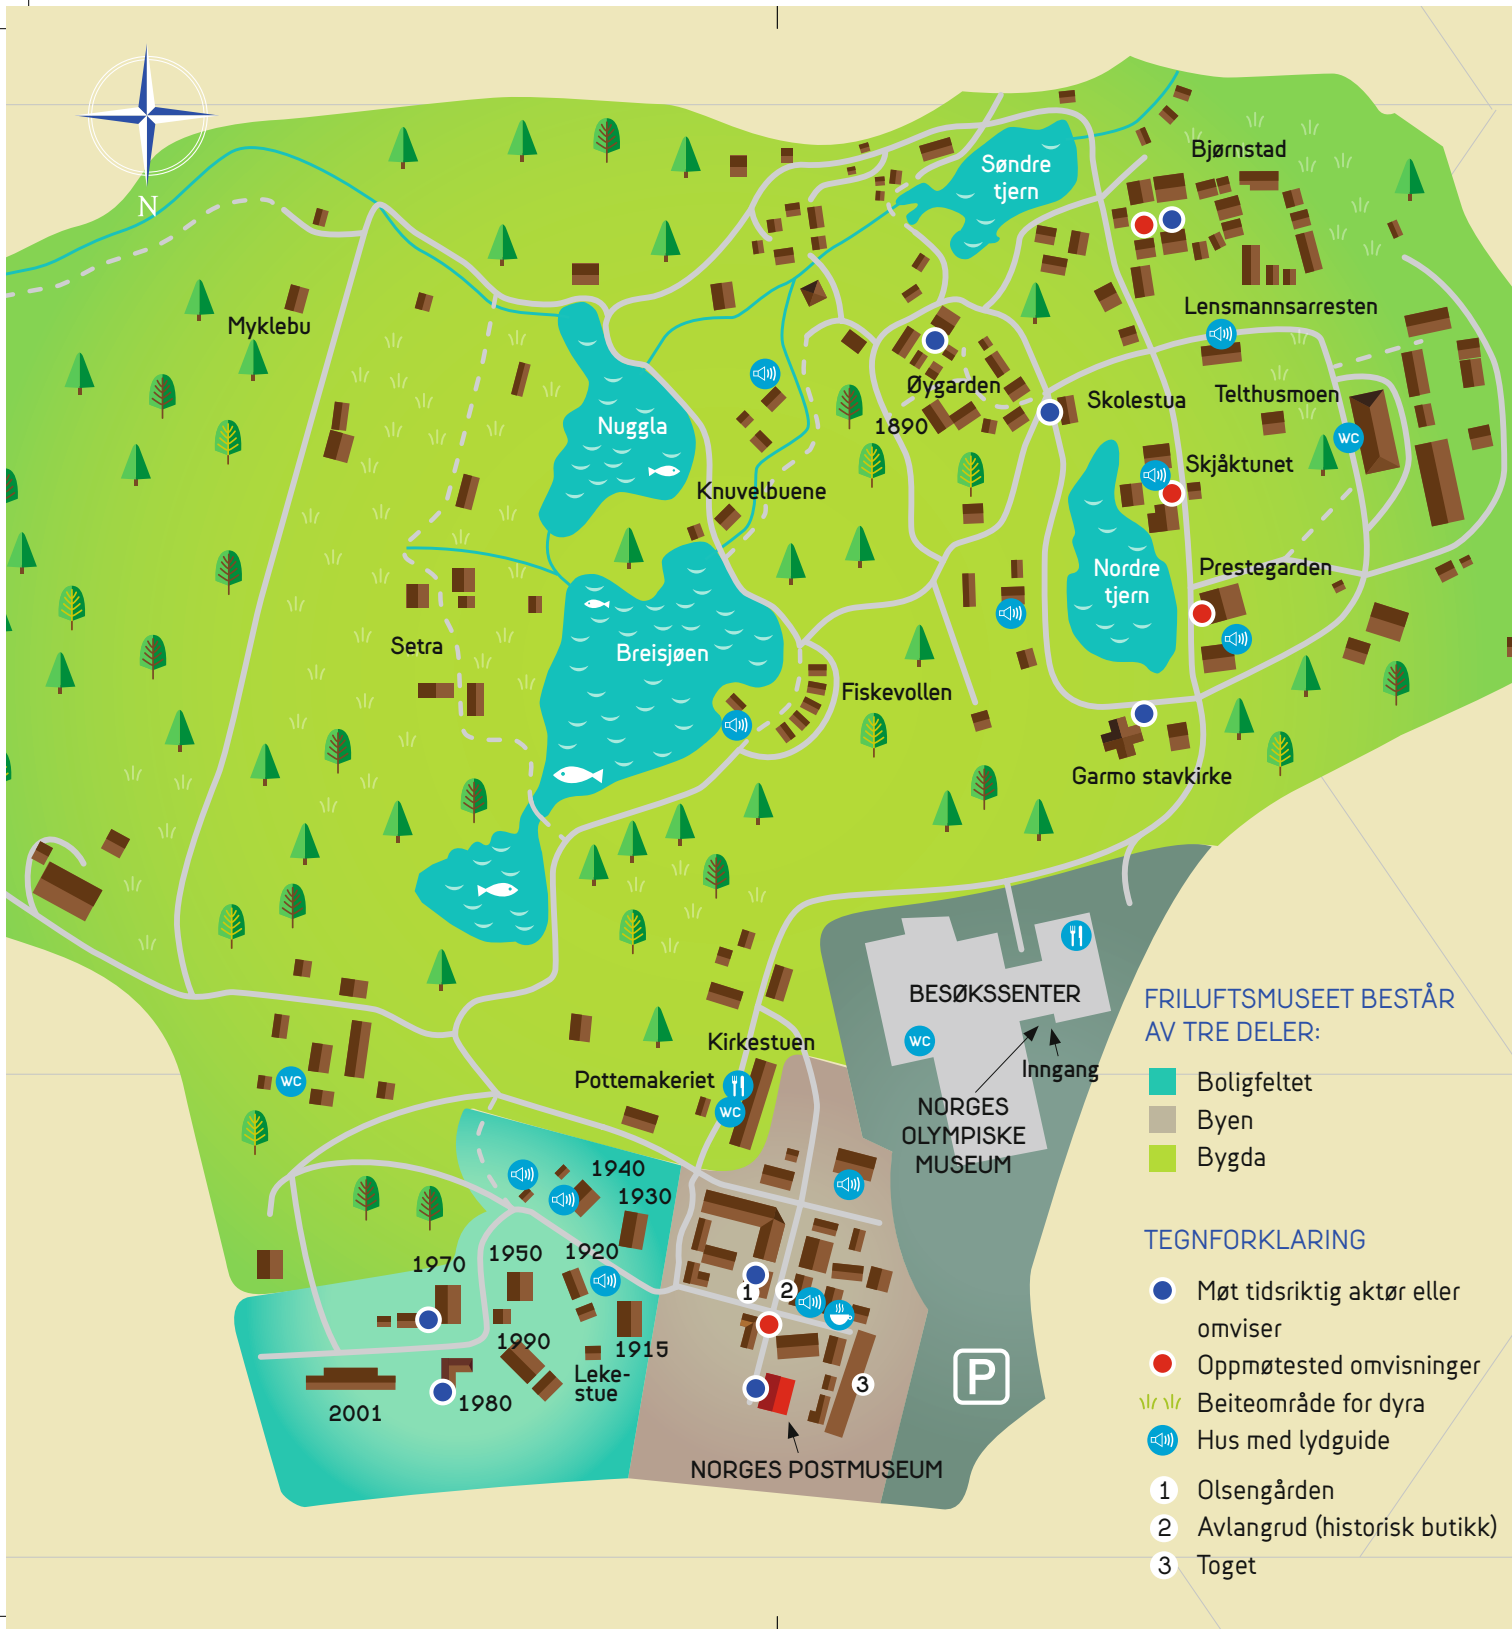 N
Myklebu
Søndre
tjern
Bjørnstad
Lensmannsarresten
Øygarden
1890
Skolestua
Telthusmoen
WC
Nuggla
Skjåktunet
Knuvelbuene
Nordre
tjern
Prestegarden
Setra
Breisjøen
Fiskevollen
Garmo stavkirke
BESØKSSENTER
WC
Inngang
NORGES
OLYMPISKE
MUSEUM
Kirkestuen
Pottemakeriet
WC
WC
1940
1930
1920
1950
1970
1915
1990
Leke-
stue
1980
2001
1
2
3
P
NORGES POSTMUSEUM
FRILUFTSMUSEET BESTÅR
AV TRE DELER:
Boligfeltet
Byen
Bygda
TEGNFORKLARING
Møt tidsriktig aktør eller
omviser
Oppmøtested omvisninger
Beiteområde for dyra
Hus med lydguide
1 Olsengården
2 Avlangrud (historisk butikk)
3 Toget